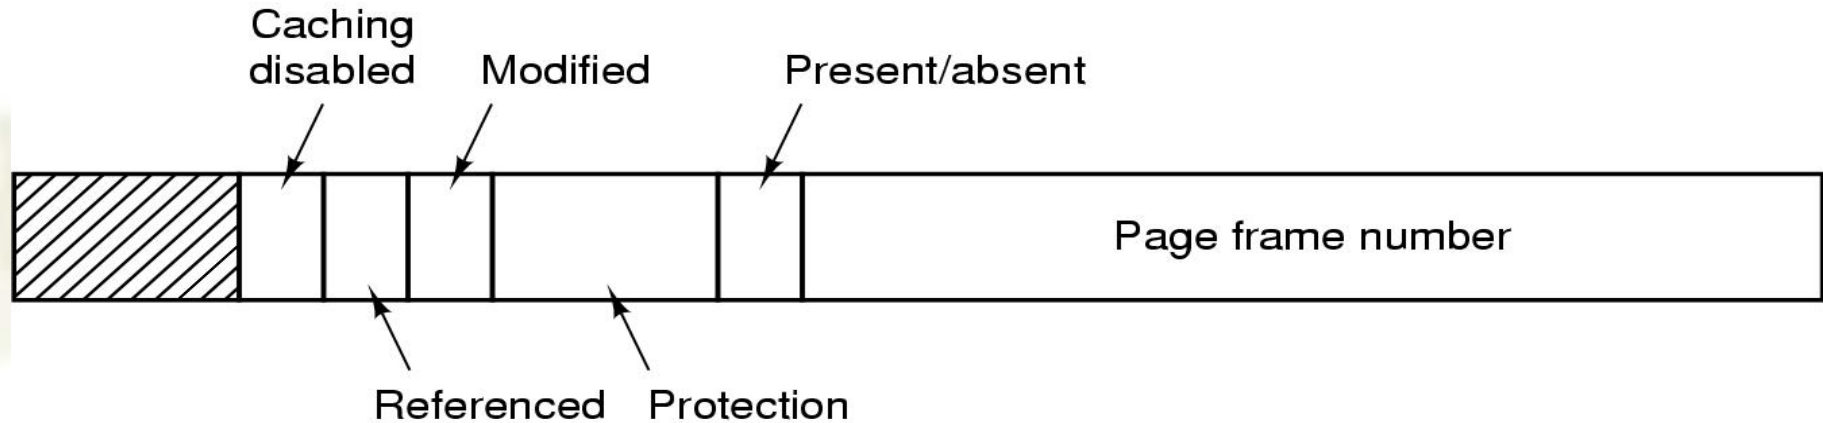 Caching
disabled
Modified
Present/absent
Page frame number
Referenced
Protection